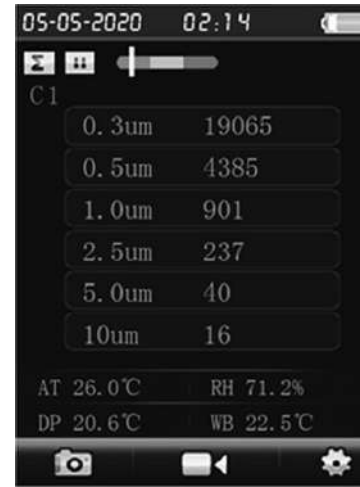 05-05-2020 02:14
Σ
C1
0.3um 19065
0.5um 4385
1.0um 901
2.5um 237
5.0um 40
10um 16
AT 26.0℃ RH 71.2%
DP 20.6℃ WB 22.5℃